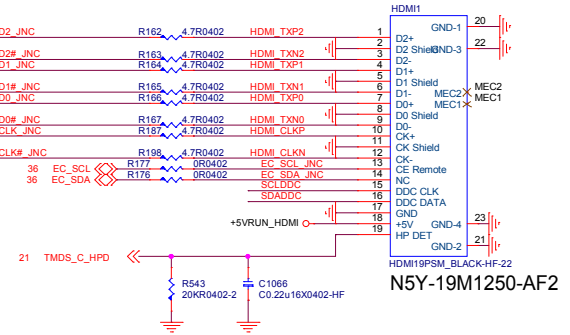 HDMI1
D2_JNC R162 4.7R0402 HDMI_TXP2 1 D2+ GND-1 20
2 D2 Shield GND-3 22
D2#_JNC R163 4.7R0402 HDMI_TXN2 3 D2-
D1_JNC R164 4.7R0402 HDMI_TXP1 4 D1+
5 D1 Shield
D1#_JNC R165 4.7R0402 HDMI_TXN1 6 D1- MEC2 MEC2
D0_JNC R166 4.7R0402 HDMI_TXP0 7 D0+ MEC1 MEC1
8 D0 Shield
D0#_JNC R167 4.7R0402 HDMI_TXN0 9 D0-
CLK_JNC R187 4.7R0402 HDMI_CLKP 10 CK+
11 CK Shield
CLK#_JNC R198 4.7R0402 HDMI_CLKN 12 CK-
36 EC_SCL R177 0R0402 EC_SCL_JNC 13 CE Remote
36 EC_SDA R176 0R0402 EC_SDA_JNC 14 NC
SCLDDC 15 DDC CLK
SDADDC 16 DDC DATA
17 GND
+5VRUN_HDMI 18 +5V GND-4 23
19 HP DET GND-2 21
21 TMDS_C_HPD
HDMI19PSM_BLACK-HF-22
N5Y-19M1250-AF2
R543 C1066
20KR0402-2 C0.22u16X0402-HF